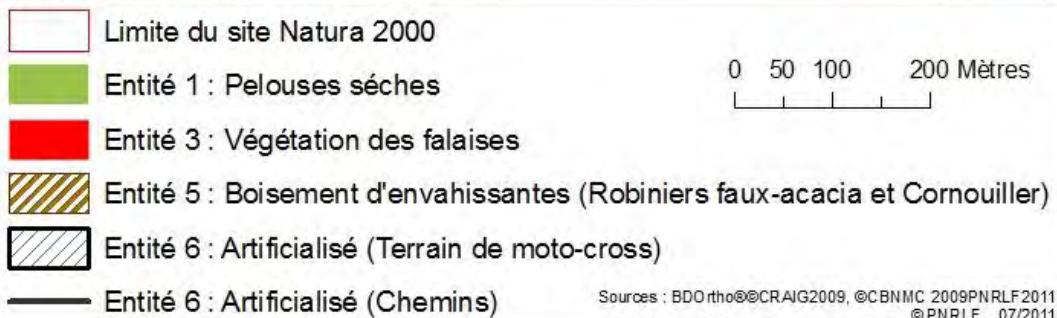 Limite du site Natura 2000
Entité 1 : Pelouses séches
0 50 100 200 Mètres
Entité 3 : Végétation des falaises
Entité 5 : Boisement d'envahissantes (Robiniers faux-acacia et Cornouiller)
Entité 6 : Artificialisé (Terrain de moto-cross)
Entité 6 : Artificialisé (Chemins)
Sources : BDOrtho®©CRAIG2009, ©CBNMC 2009PNRLF2011
©PNRLF 07/2011